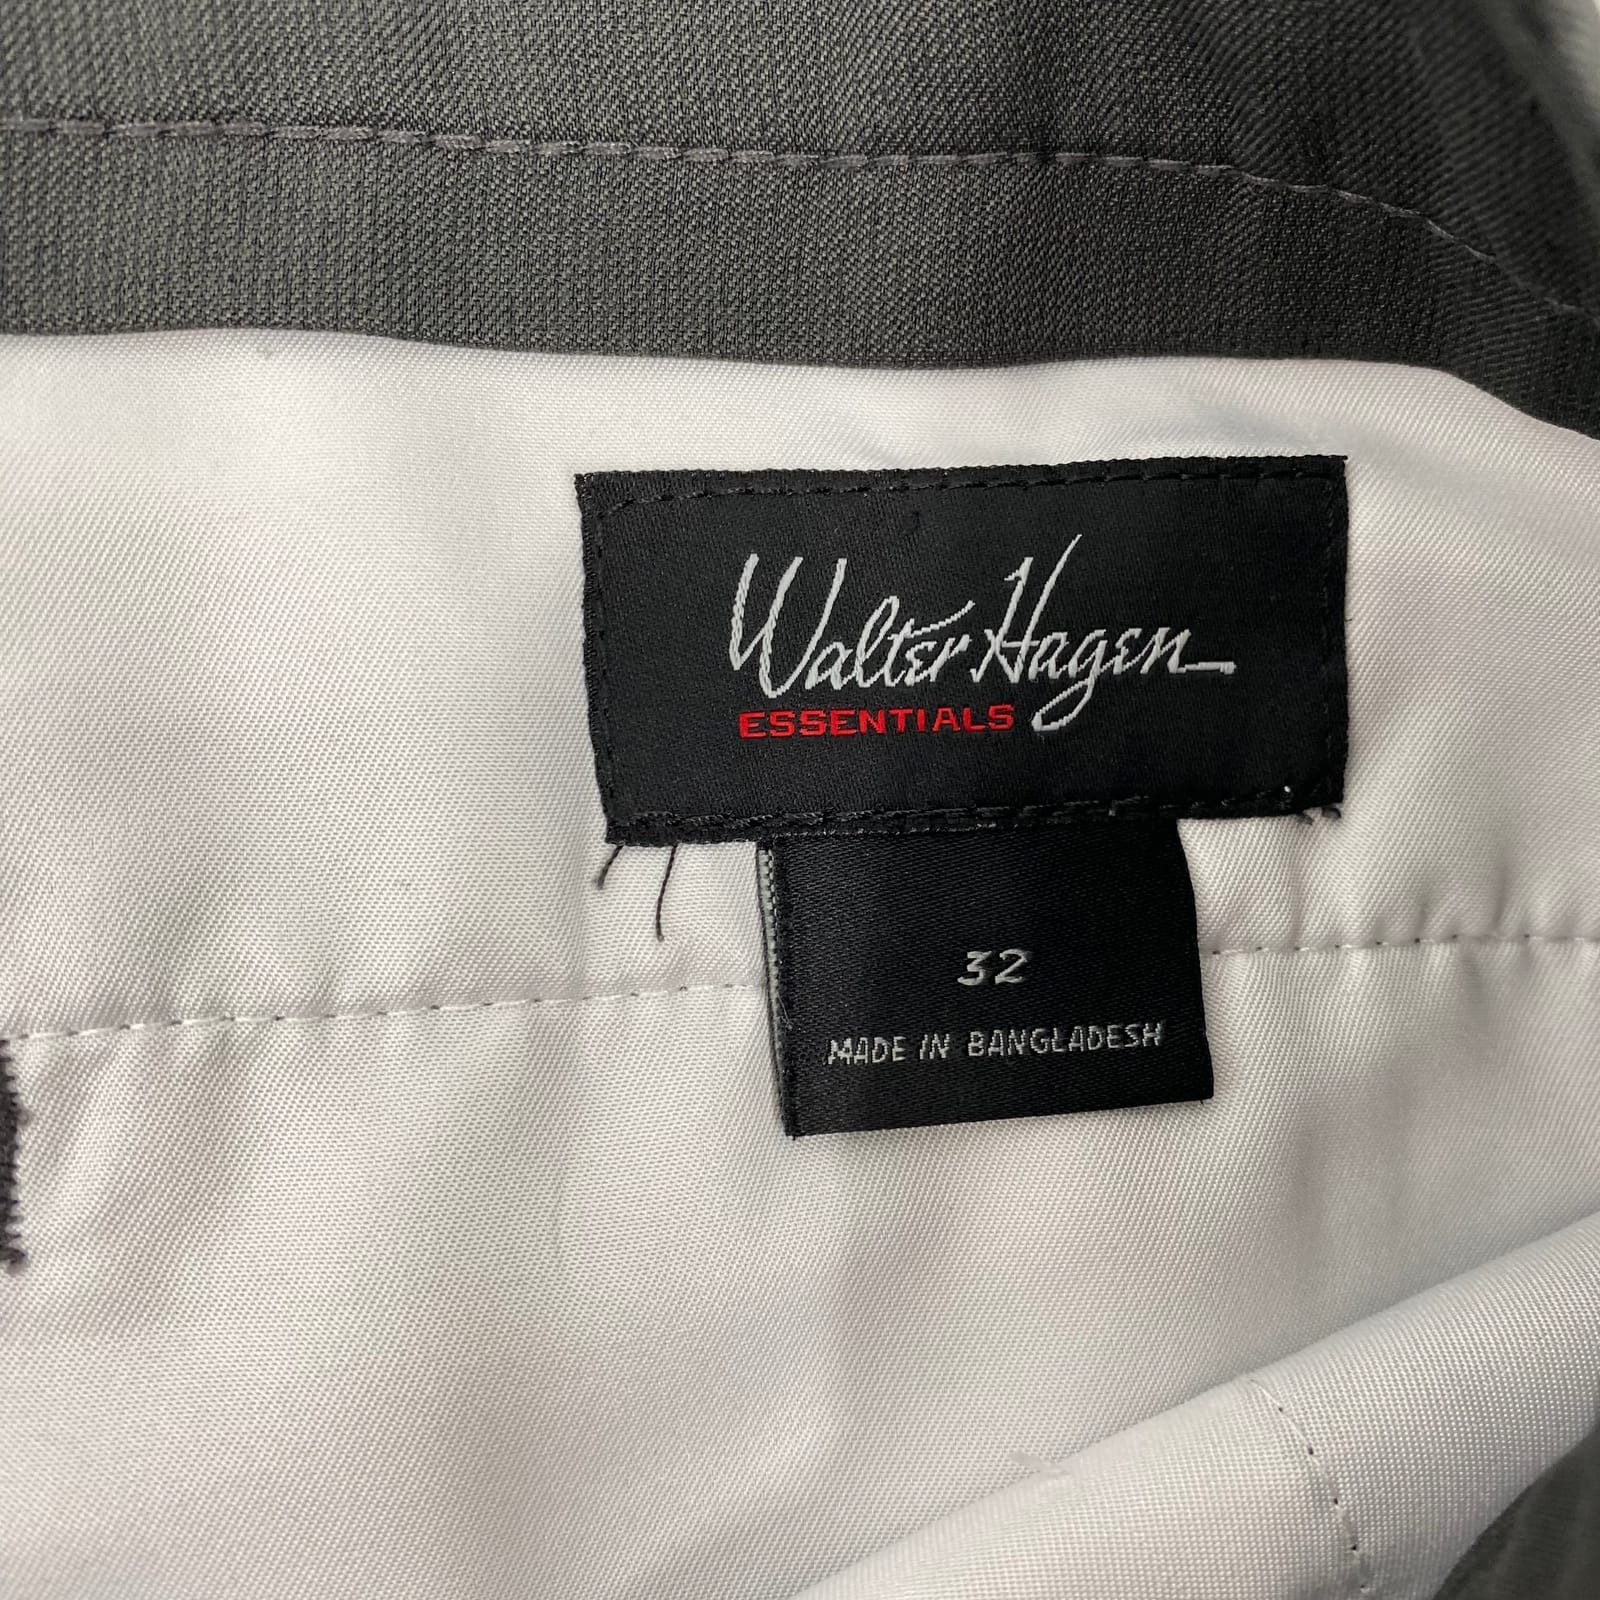 Walter Hagen
ESSENTIALS
32
MADE IN BANGLADESH